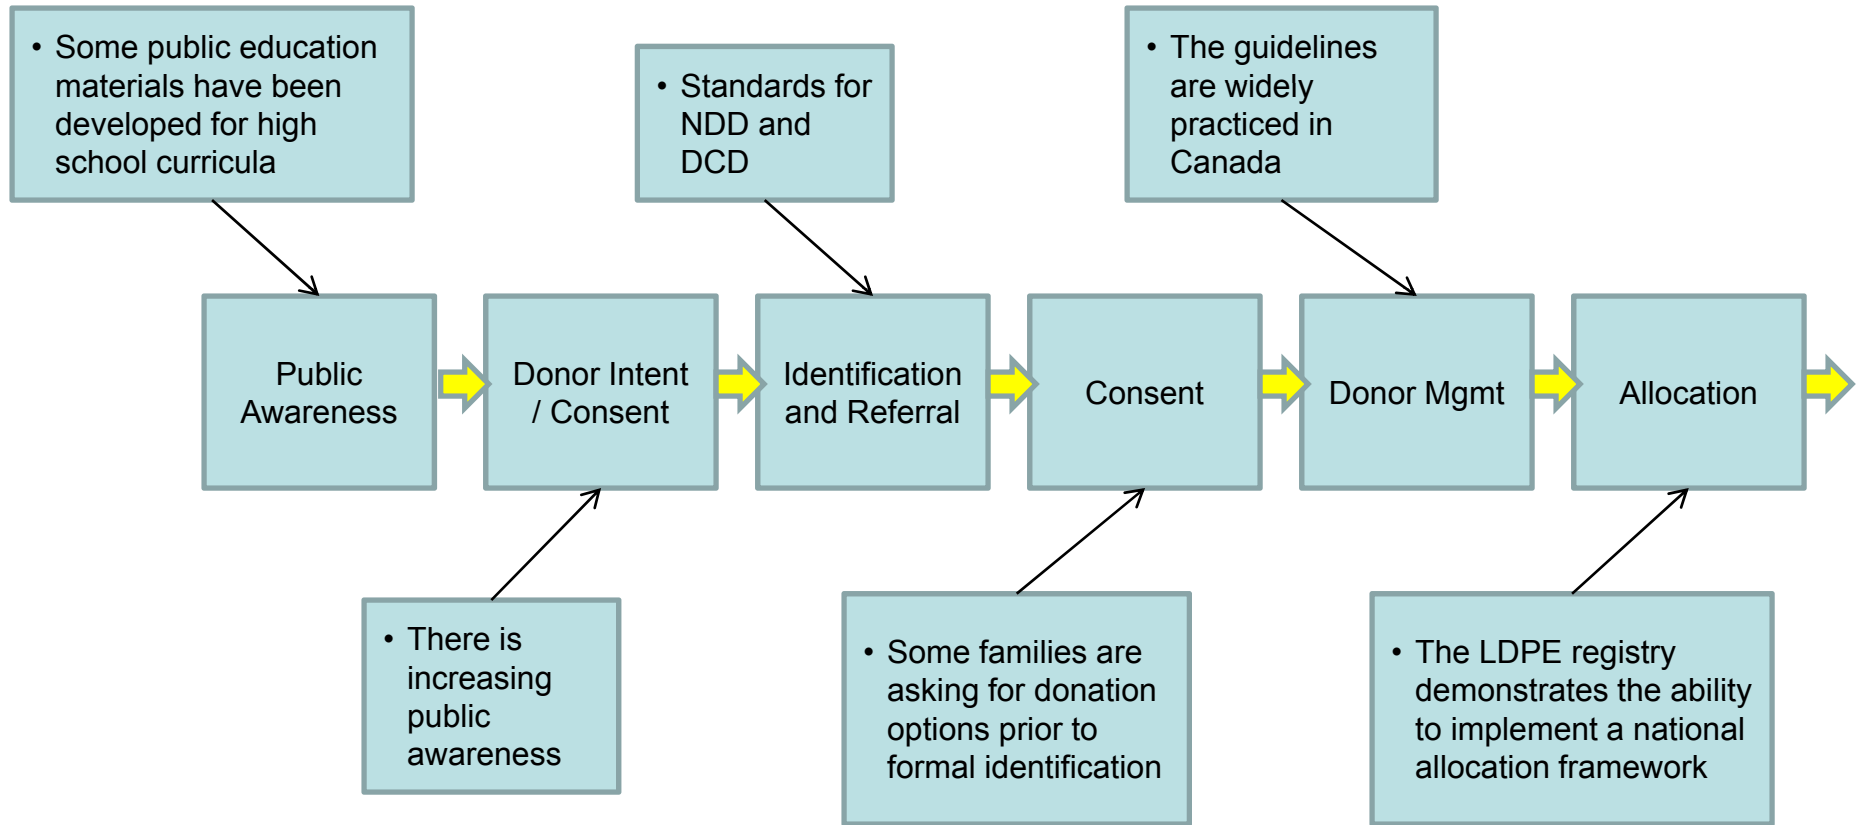 • Some public education
materials have been
developed for high
school curricula
• Standards for
NDD and
DCD
• The guidelines
are widely
practiced in
Canada
Public
Awareness
Donor Intent
/ Consent
Identification
and Referral
Consent
Donor Mgmt
Allocation
• There is
increasing
public
awareness
• Some families are
asking for donation
options prior to
formal identification
• The LDPE registry
demonstrates the ability
to implement a national
allocation framework